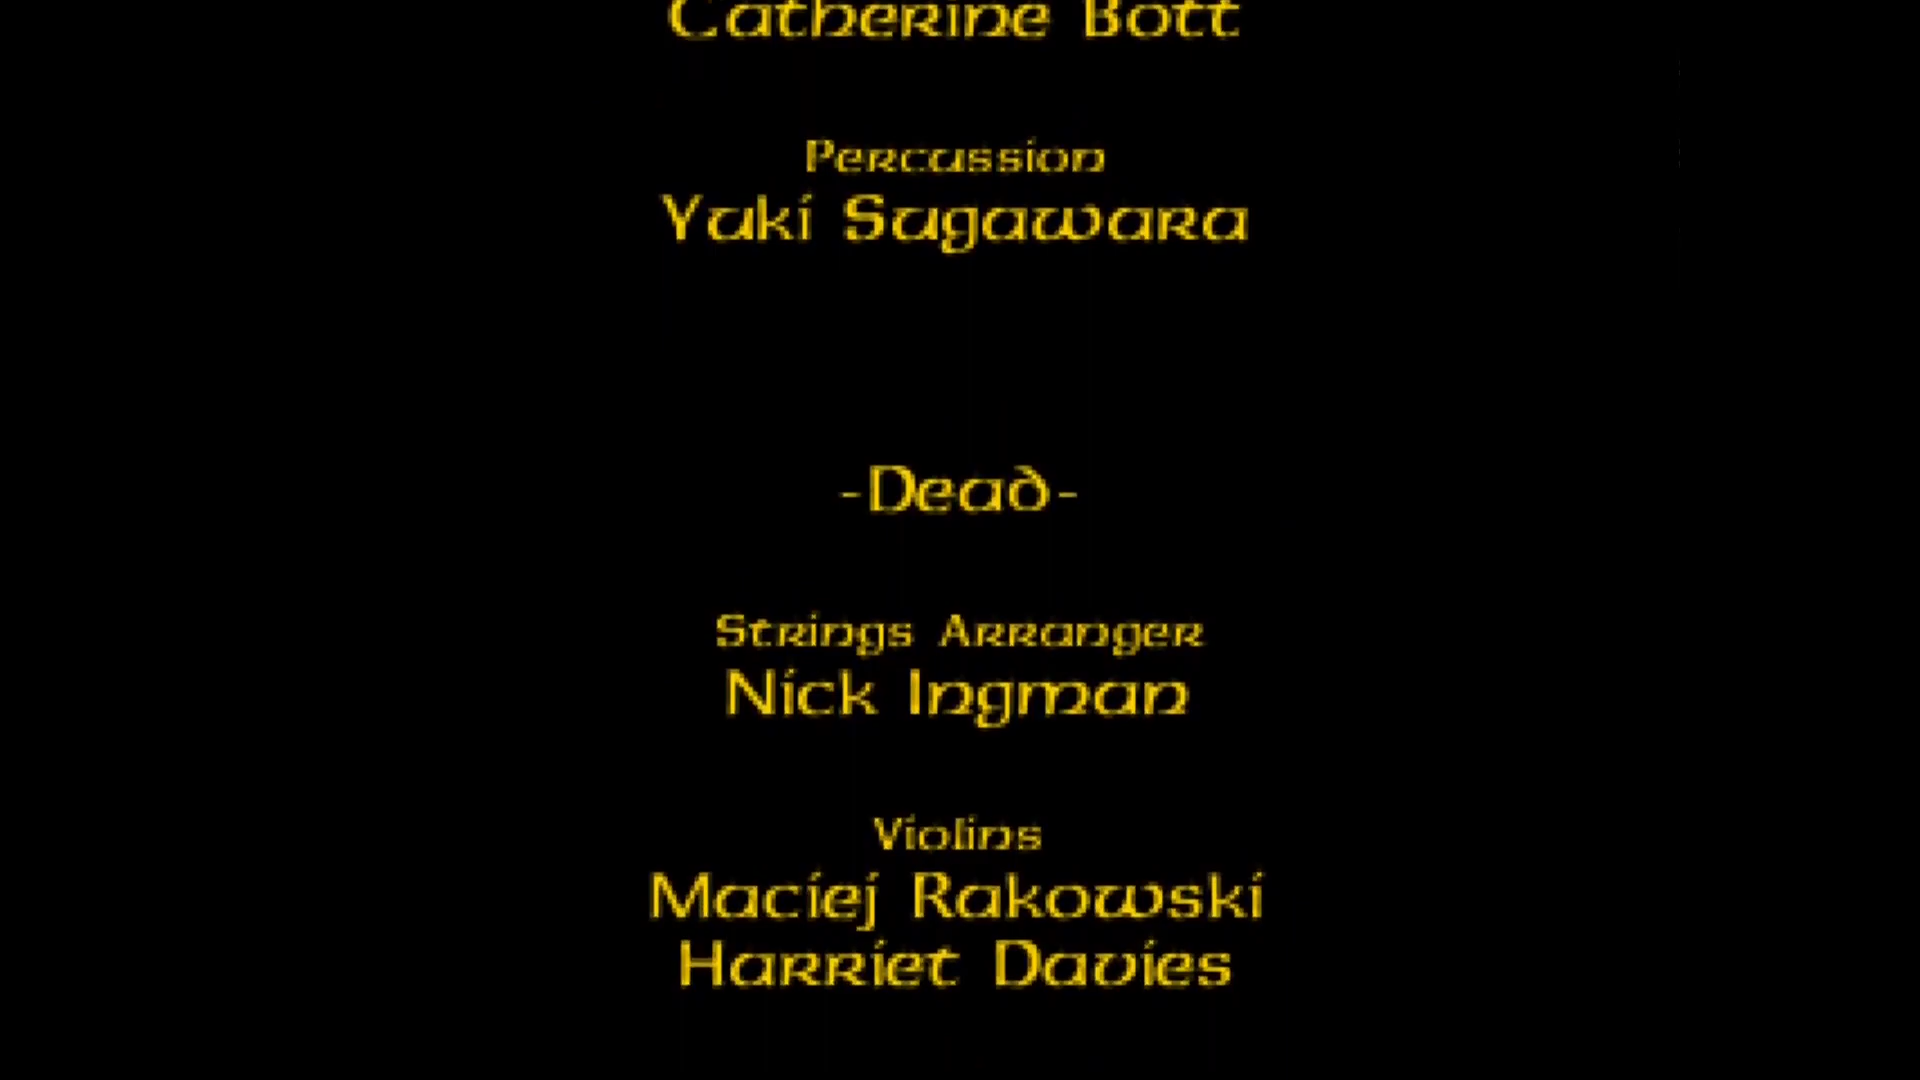 Catherine Bott
Percussion
Yuki Sugawara
-Dead-
Strings Arranger
Nick Ingman
Violins
Maciej Rakowski
Harriet Davies